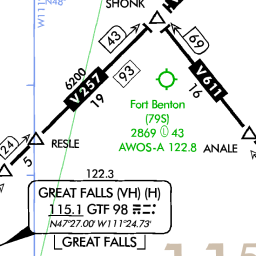 W111°
N48°
SHONK
43
69
6200
V257
93
19
V611
16
Fort Benton
(79S)
2869 43
AWOS-A 122.8
24
RESLE
ANALE
5
122.3
GREAT FALLS (VH) (H)
115.1 GTF 98
N47°27.00' W111°24.73'
GREAT FALLS
115